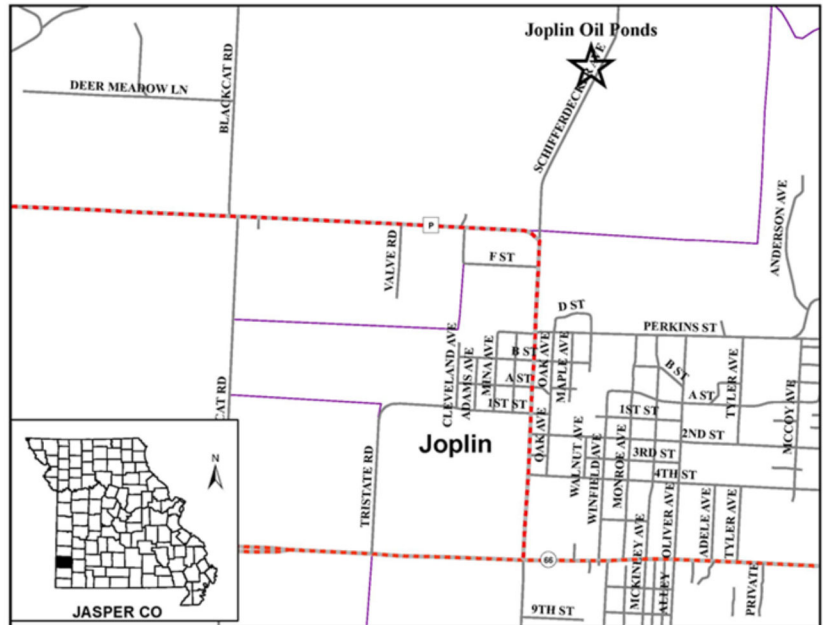 Joplin Oil Ponds
SCHIFFERDECKER AVE
DEER MEADOW LN
BLACKCAT RD
ANDERSON AVE
P
VALVE RD
F ST
D ST
PERKINS ST
CLEVELAND AVE
ADAMS AVE
MINA AVE
B ST
OAK AVE
MAPLE AVE
B ST
A ST
A ST
TYLER AVE
1ST ST
1ST ST
CAT RD
MCCOY AVE
Joplin
OAK AVE
WALNUT AVE
WINFIELD AVE
MONROE AVE
2ND ST
3RD ST
4TH ST
TRISTATE RD
N
MCKINLEY AVE
OLIVER AVE
ADELE AVE
TYLER AVE
66
ALLEY
PRIVATE
9TH ST
JASPER CO